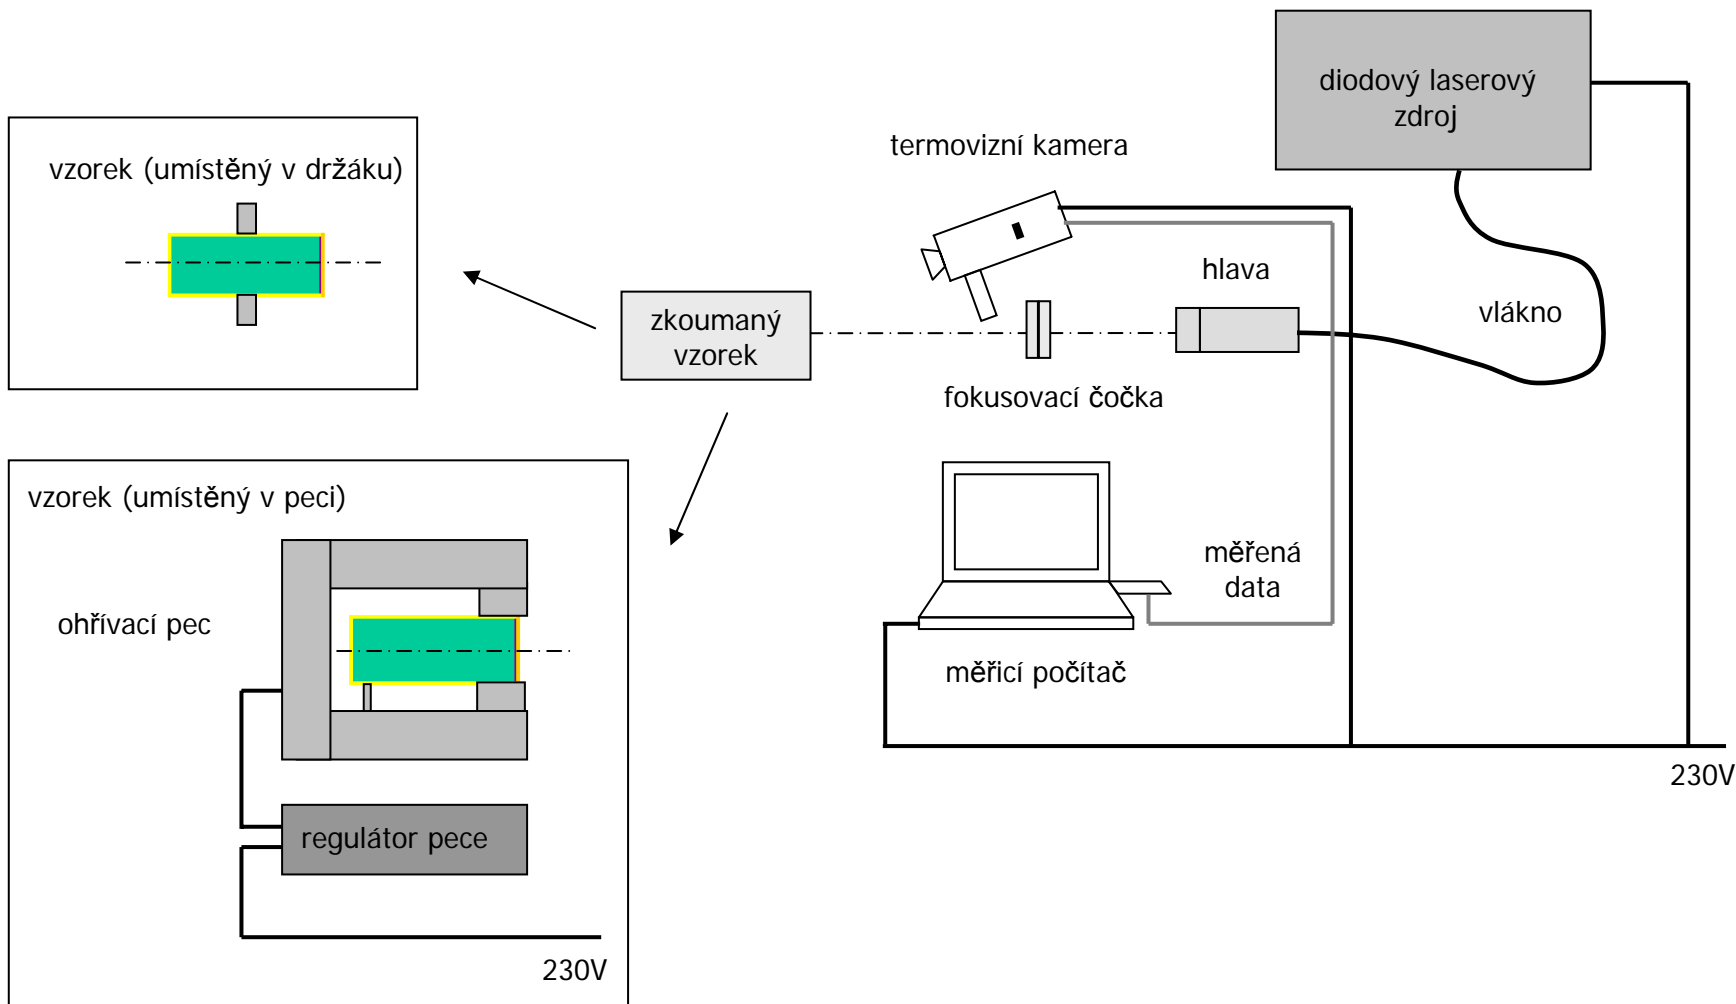 diodový laserový
zdroj
termovizní kamera
vzorek (umístěný v držáku)
hlava
vlákno
zkoumaný
vzorek
fokusovací čočka
vzorek (umístěný v peci)
měřená
data
ohřívací pec
měřicí počítač
230V
regulátor pece
230V